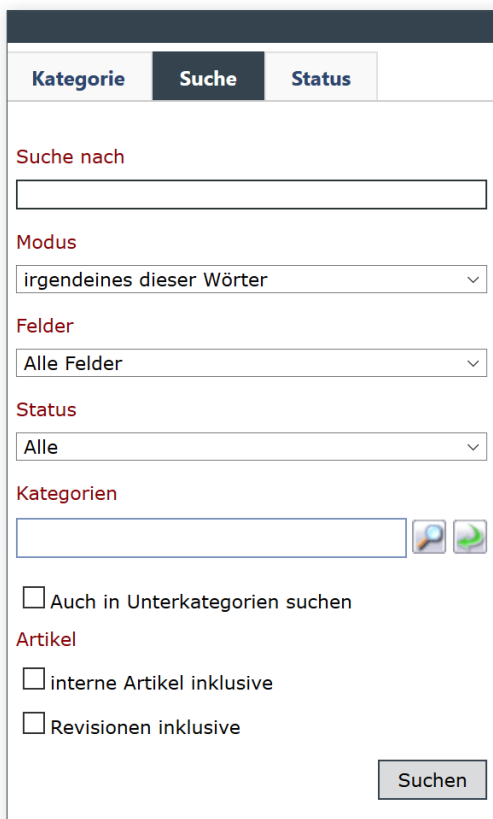 Kategorie Suche Status
Suche nach
Modus
irgendeines dieser Wörter
Felder
Alle Felder
Status
Alle
Kategorien
Auch in Unterkategorien suchen
Artikel
interne Artikel inklusive
Revisionen inklusive
Suchen